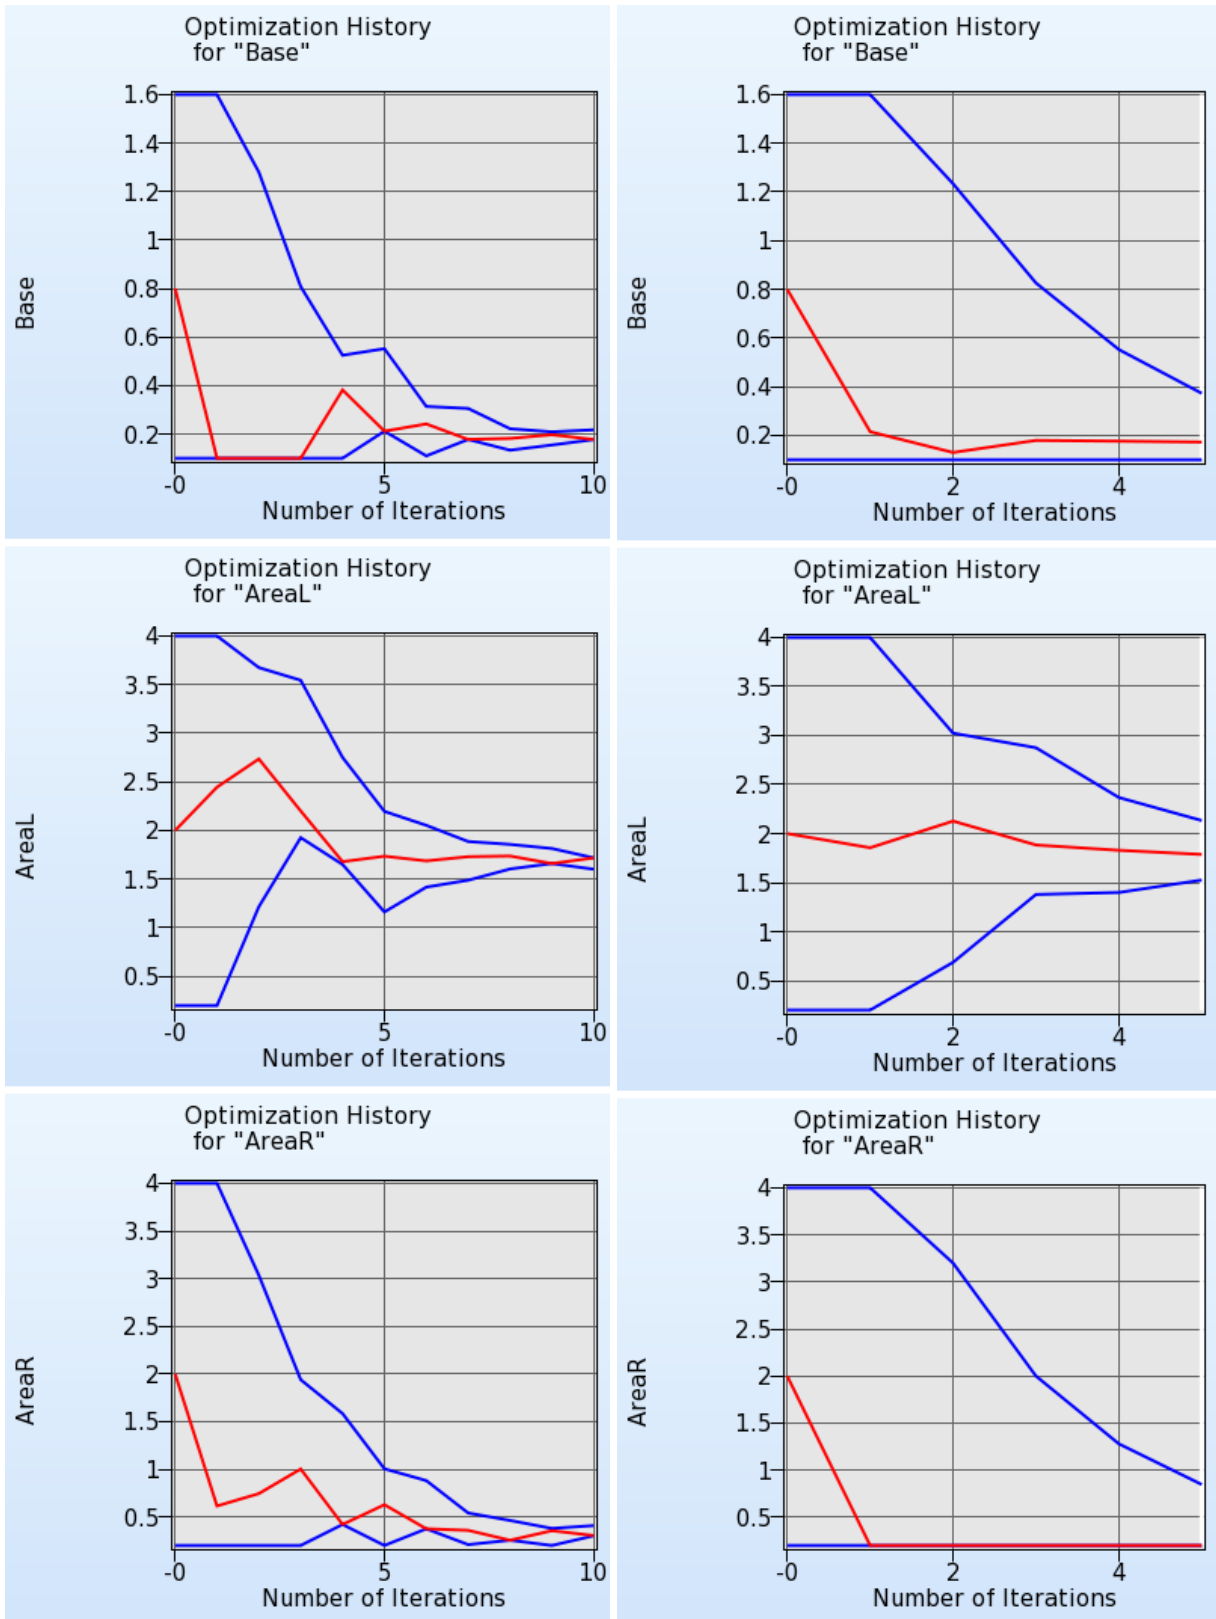 Optimization History
for "Base"
1.6
1.4
1.2
1
0.8
0.6
0.4
0.2
Base
-0
5
10
Number of Iterations
Optimization History
for "Base"
1.6
1.4
1.2
1
0.8
0.6
0.4
0.2
Base
-0
2
4
Number of Iterations
Optimization History
for "AreaL"
4
3.5
3
2.5
2
1.5
1
0.5
AreaL
-0
5
10
Number of Iterations
Optimization History
for "AreaL"
4
3.5
3
2.5
2
1.5
1
0.5
AreaL
-0
2
4
Number of Iterations
Optimization History
for "AreaR"
4
3.5
3
2.5
2
1.5
1
0.5
AreaR
-0
5
10
Number of Iterations
Optimization History
for "AreaR"
4
3.5
3
2.5
2
1.5
1
0.5
AreaR
-0
2
4
Number of Iterations